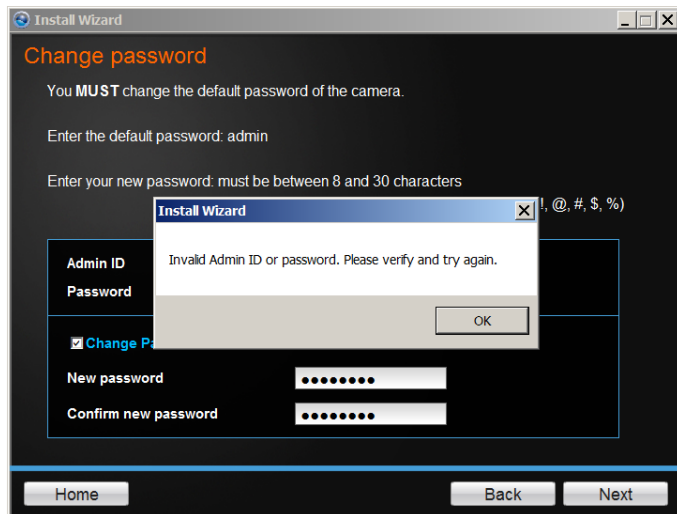 Install Wizard
Change password
You MUST change the default password of the camera.
Enter the default password: admin
Enter your new password: must be between 8 and 30 characters
!, @, #, $, %)
Install Wizard
Invalid Admin ID or password. Please verify and try again.
OK
Admin ID
Password
Change
New password
Confirm new password
Home
Back
Next